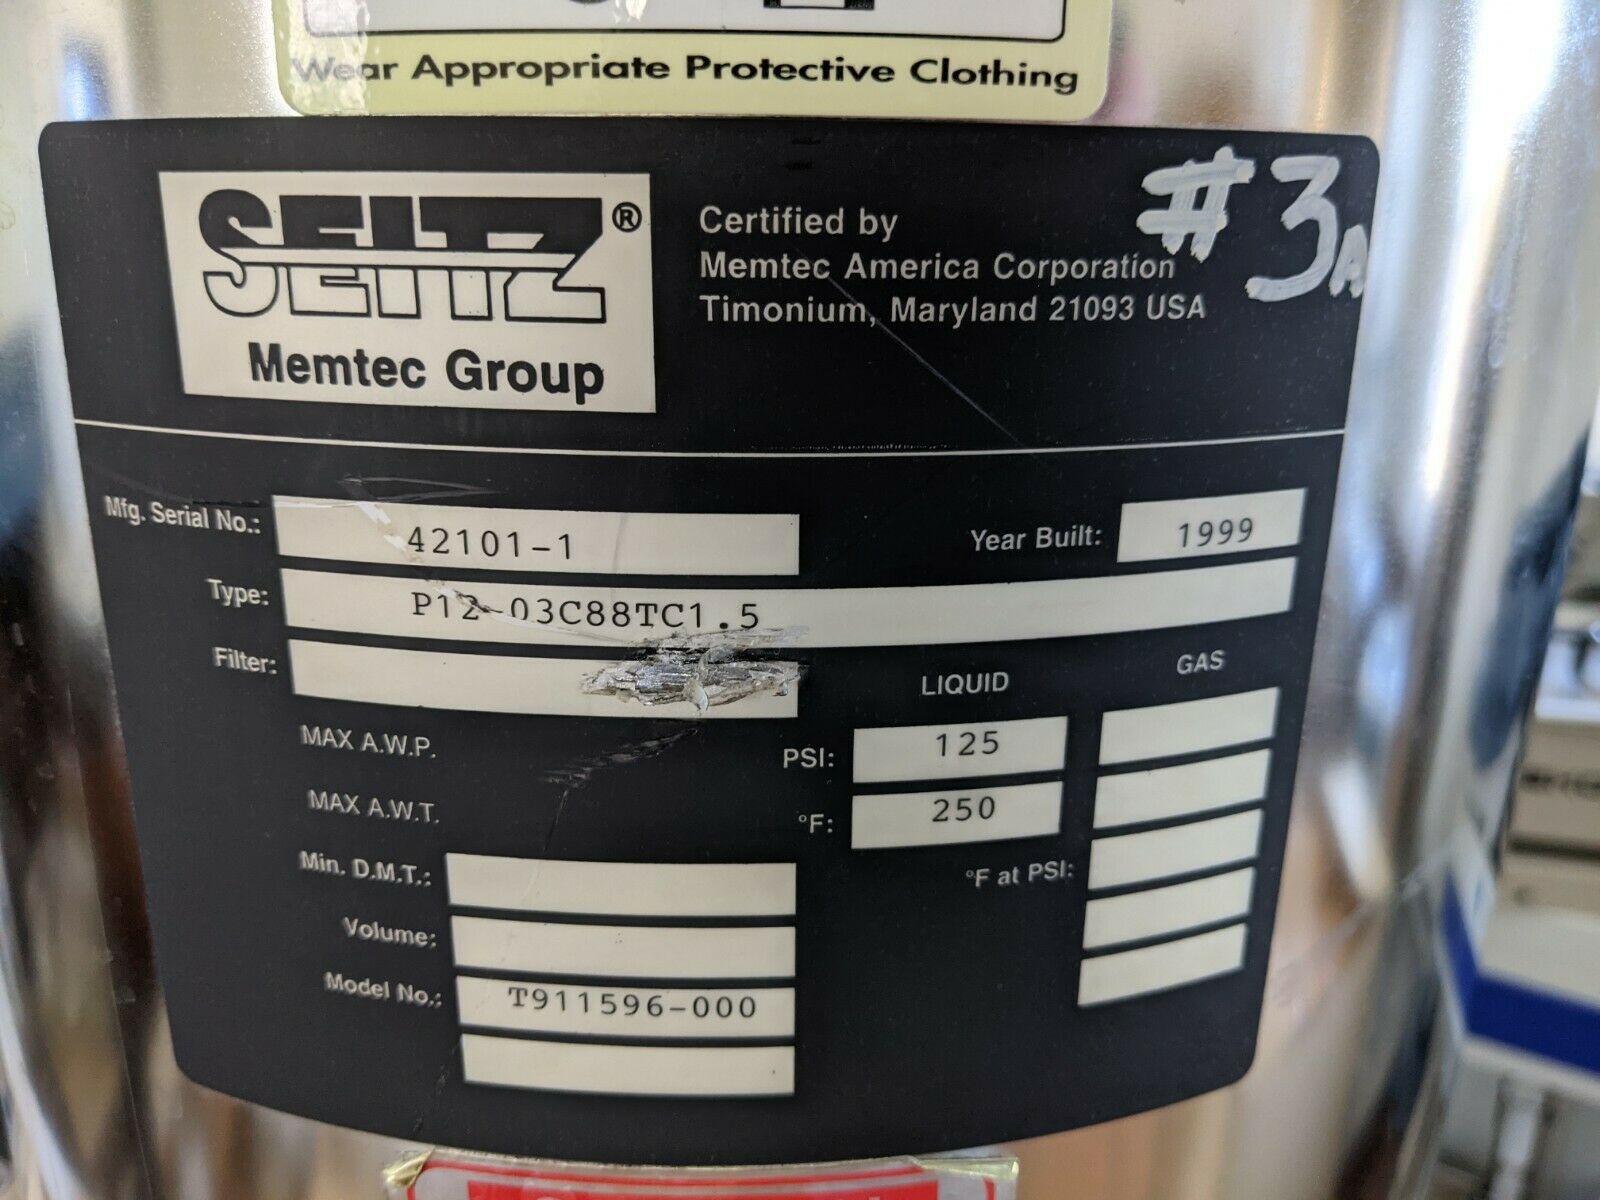 Wear Appropriate Protective Clothing
SEITZ®
Memtec Group
Certified by
Memtec America Corporation
Timonium, Maryland 21093 USA
#3A
Mfg. Serial No.: 42101-1
Year Built: 1999
Type: P12-03C88TC1.5
Filter:
LIQUID GAS
MAX A.W.P. PSI: 125
MAX A.W.T. °F: 250
Min. D.M.T.: °F at PSI:
Volume:
Model No.: T911596-000